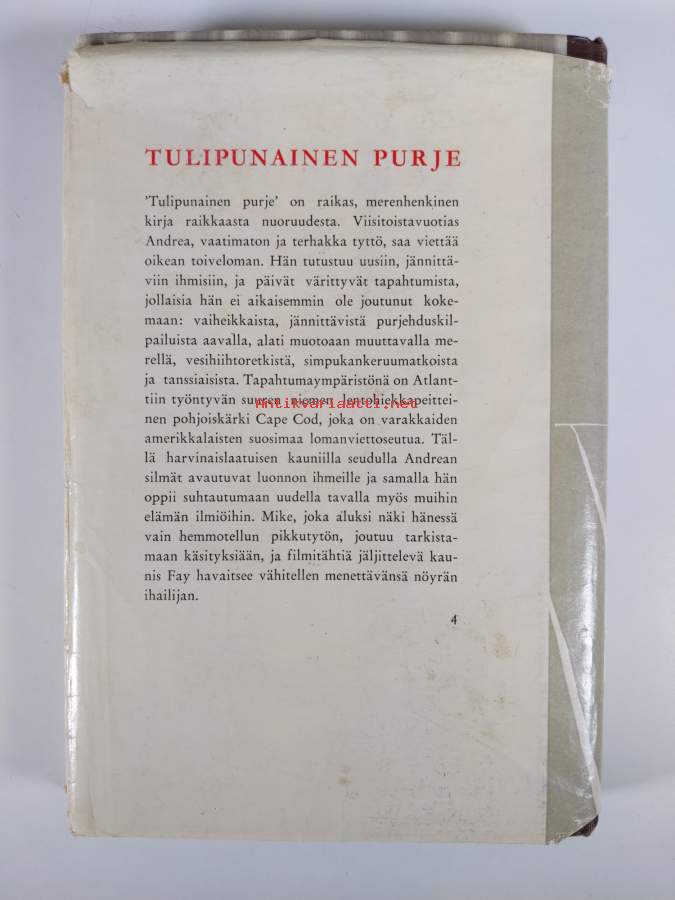 TULIPUNAINEN PURJE
'Tulipunainen purje' on raikas, merenhenkinen
kirja raikkaasta nuoruudesta. Viisitoistavuotias
Andrea, vaatimaton ja terhakka tyttö, saa viettää
oikean toiveloman. Hän tutustuu uusiin, jännittä-
viin ihmisiin, ja päivät värittyvät tapahtumista,
jollaisia hän ei aikaisemmin ole joutunut koke-
maan: vaiheikkaista, jännittävistä purjehduskil-
pailuista aavalla, alati muotoaan muuttavalla me-
rellä, vesihiihtoretkistä, simpukankeruumatkoista
ja tanssiaisista. Tapahtumaympäristönä on Atlant-
tiin työntyvän suuren niemen lentohiekkapeittei-
antikvariaatti.net
nen pohjoiskärki Cape Cod, joka on varakkaiden
amerikkalaisten suosimaa lomanviettoseutua. Täl-
lä harvinaislaatuisen kauniilla seudulla Andrean
silmät avautuvat luonnon ihmeille ja samalla hän
oppii suhtautumaan uudella tavalla myös muihin
elämän ilmiöihin. Mike, joka aluksi näki hänessä
vain hemmotellun pikkutytön, joutuu tarkista-
maan käsityksiään, ja filmitähtiä jäljittelevä kau-
nis Fay havaitsee vähitellen menettävänsä nöyrän
ihailijan.
4